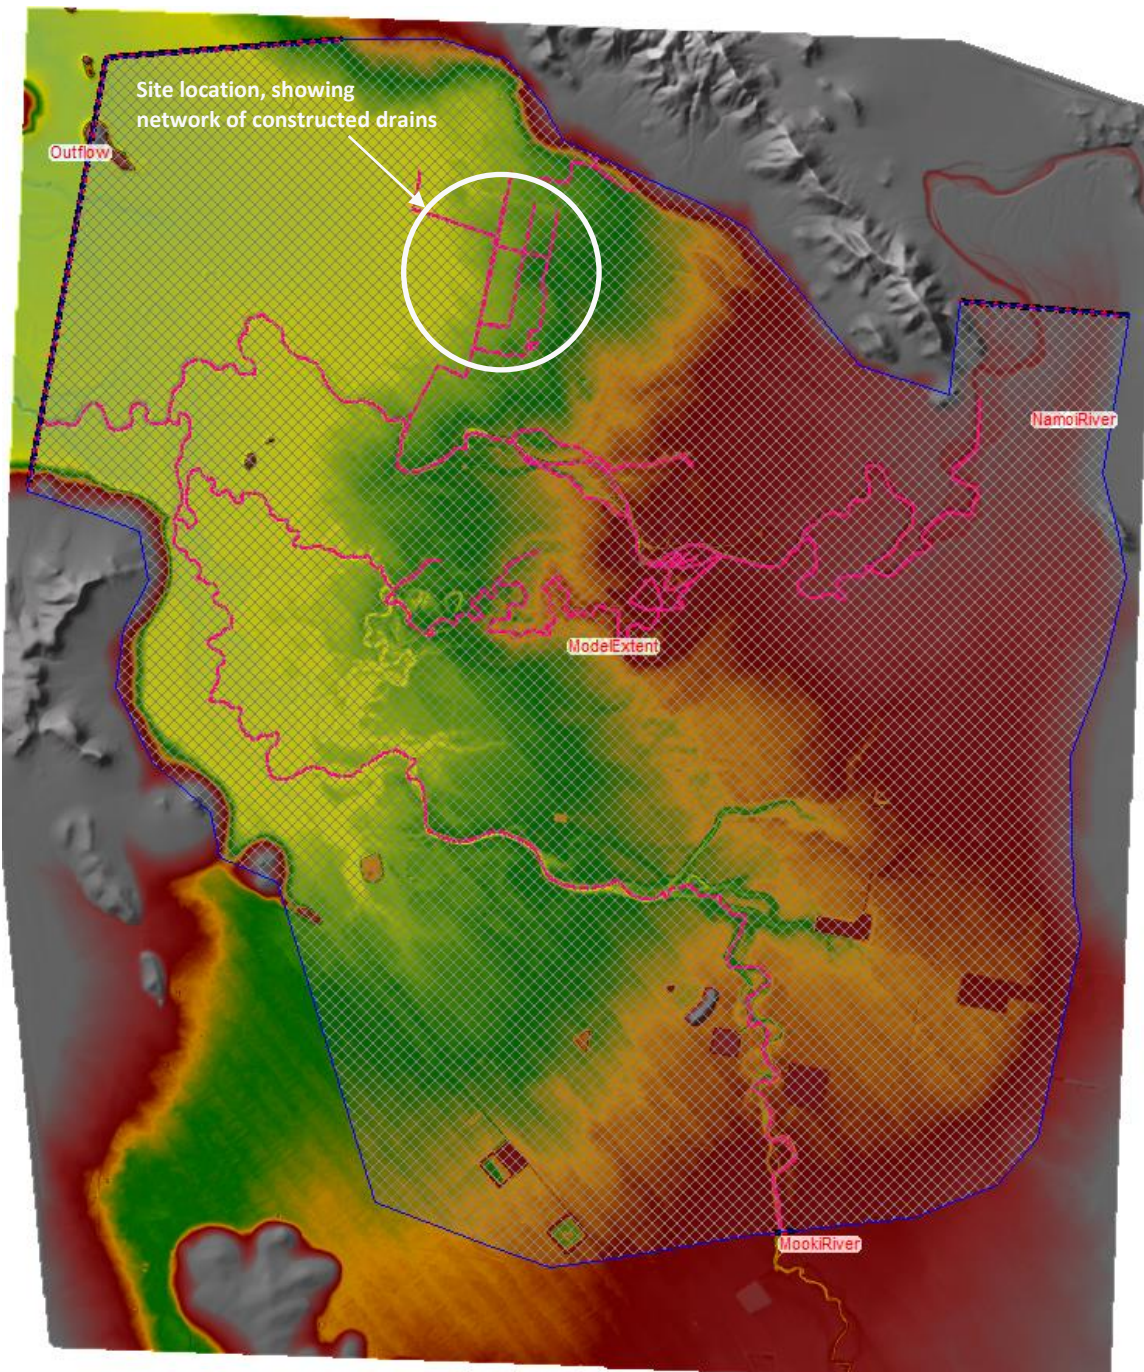 Site location, showing
network of constructed drains
Outflow
NamoiRiver
ModelExtent
MookiRiver